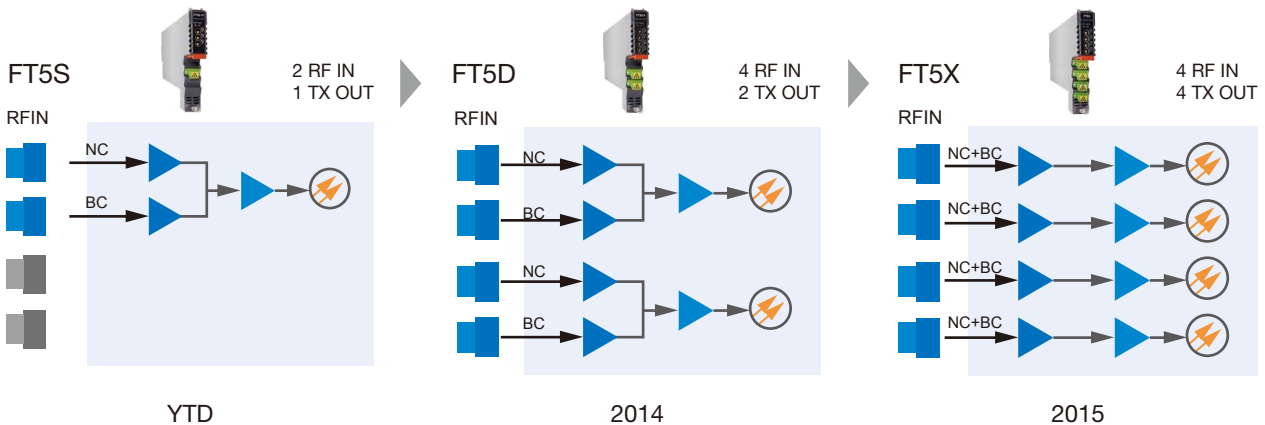 FT5S
2 RF IN
1 TX OUT
RFIN
NC
BC
YTD
FT5D
4 RF IN
2 TX OUT
RFIN
NC
BC
NC
BC
2014
FT5X
4 RF IN
4 TX OUT
RFIN
NC+BC
NC+BC
NC+BC
NC+BC
2015